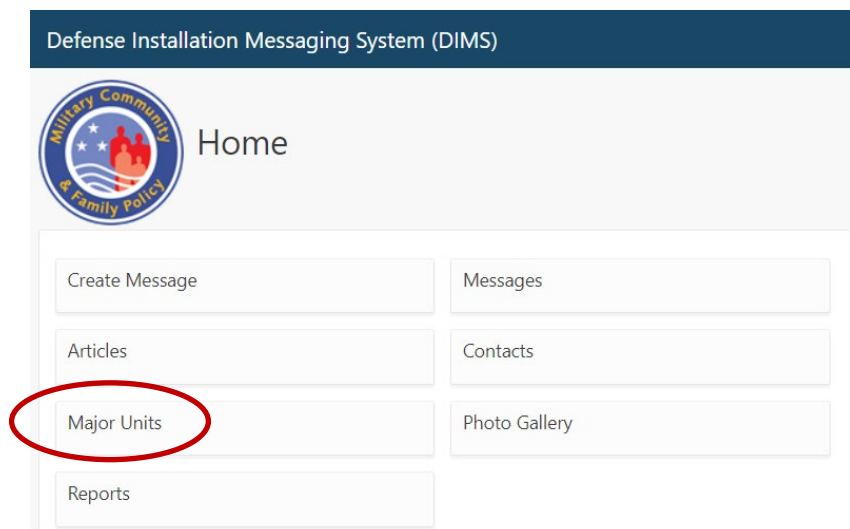 Defense Installation Messaging System (DIMS)
Military Community
& Family Policy
Home
Create Message
Messages
Articles
Contacts
Major Units
Photo Gallery
Reports